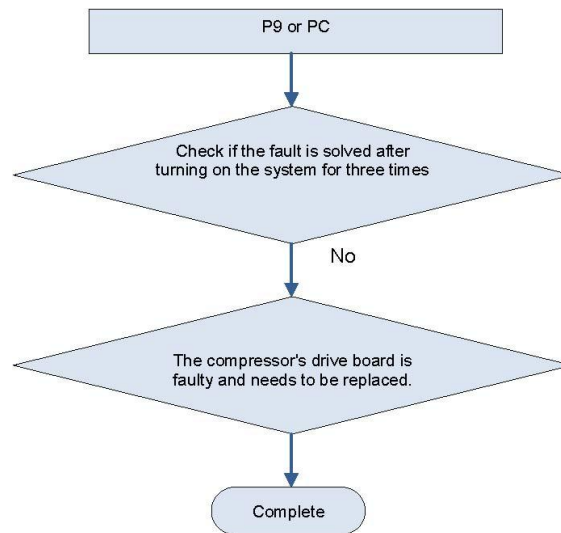 P9 or PC
Check if the fault is solved after
turning on the system for three times
No
The compressor's drive board is
faulty and needs to be replaced.
Complete